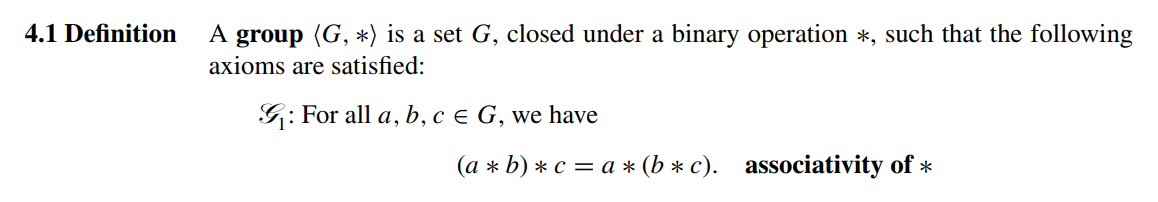 4.1 Definition A group ⟨G, ∗⟩ is a set G, closed under a binary operation ∗, such that the following
axioms are satisfied:
𝒢₁: For all a, b, c ∈ G, we have
(a ∗ b) ∗ c = a ∗ (b ∗ c). associativity of ∗